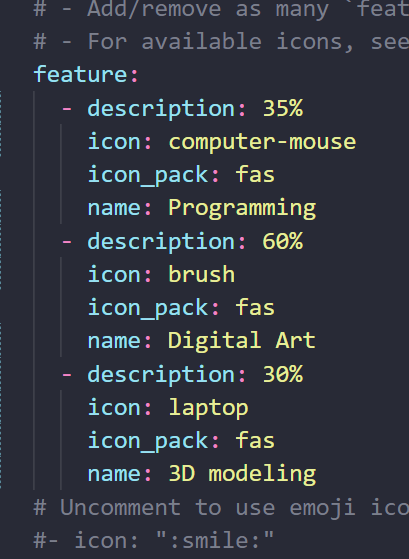 # - Add/remove as many `feat
# - For available icons, see
feature:
  - description: 35%
    icon: computer-mouse
    icon_pack: fas
    name: Programming
  - description: 60%
    icon: brush
    icon_pack: fas
    name: Digital Art
  - description: 30%
    icon: laptop
    icon_pack: fas
    name: 3D modeling
# Uncomment to use emoji ico
#- icon: ":smile:"